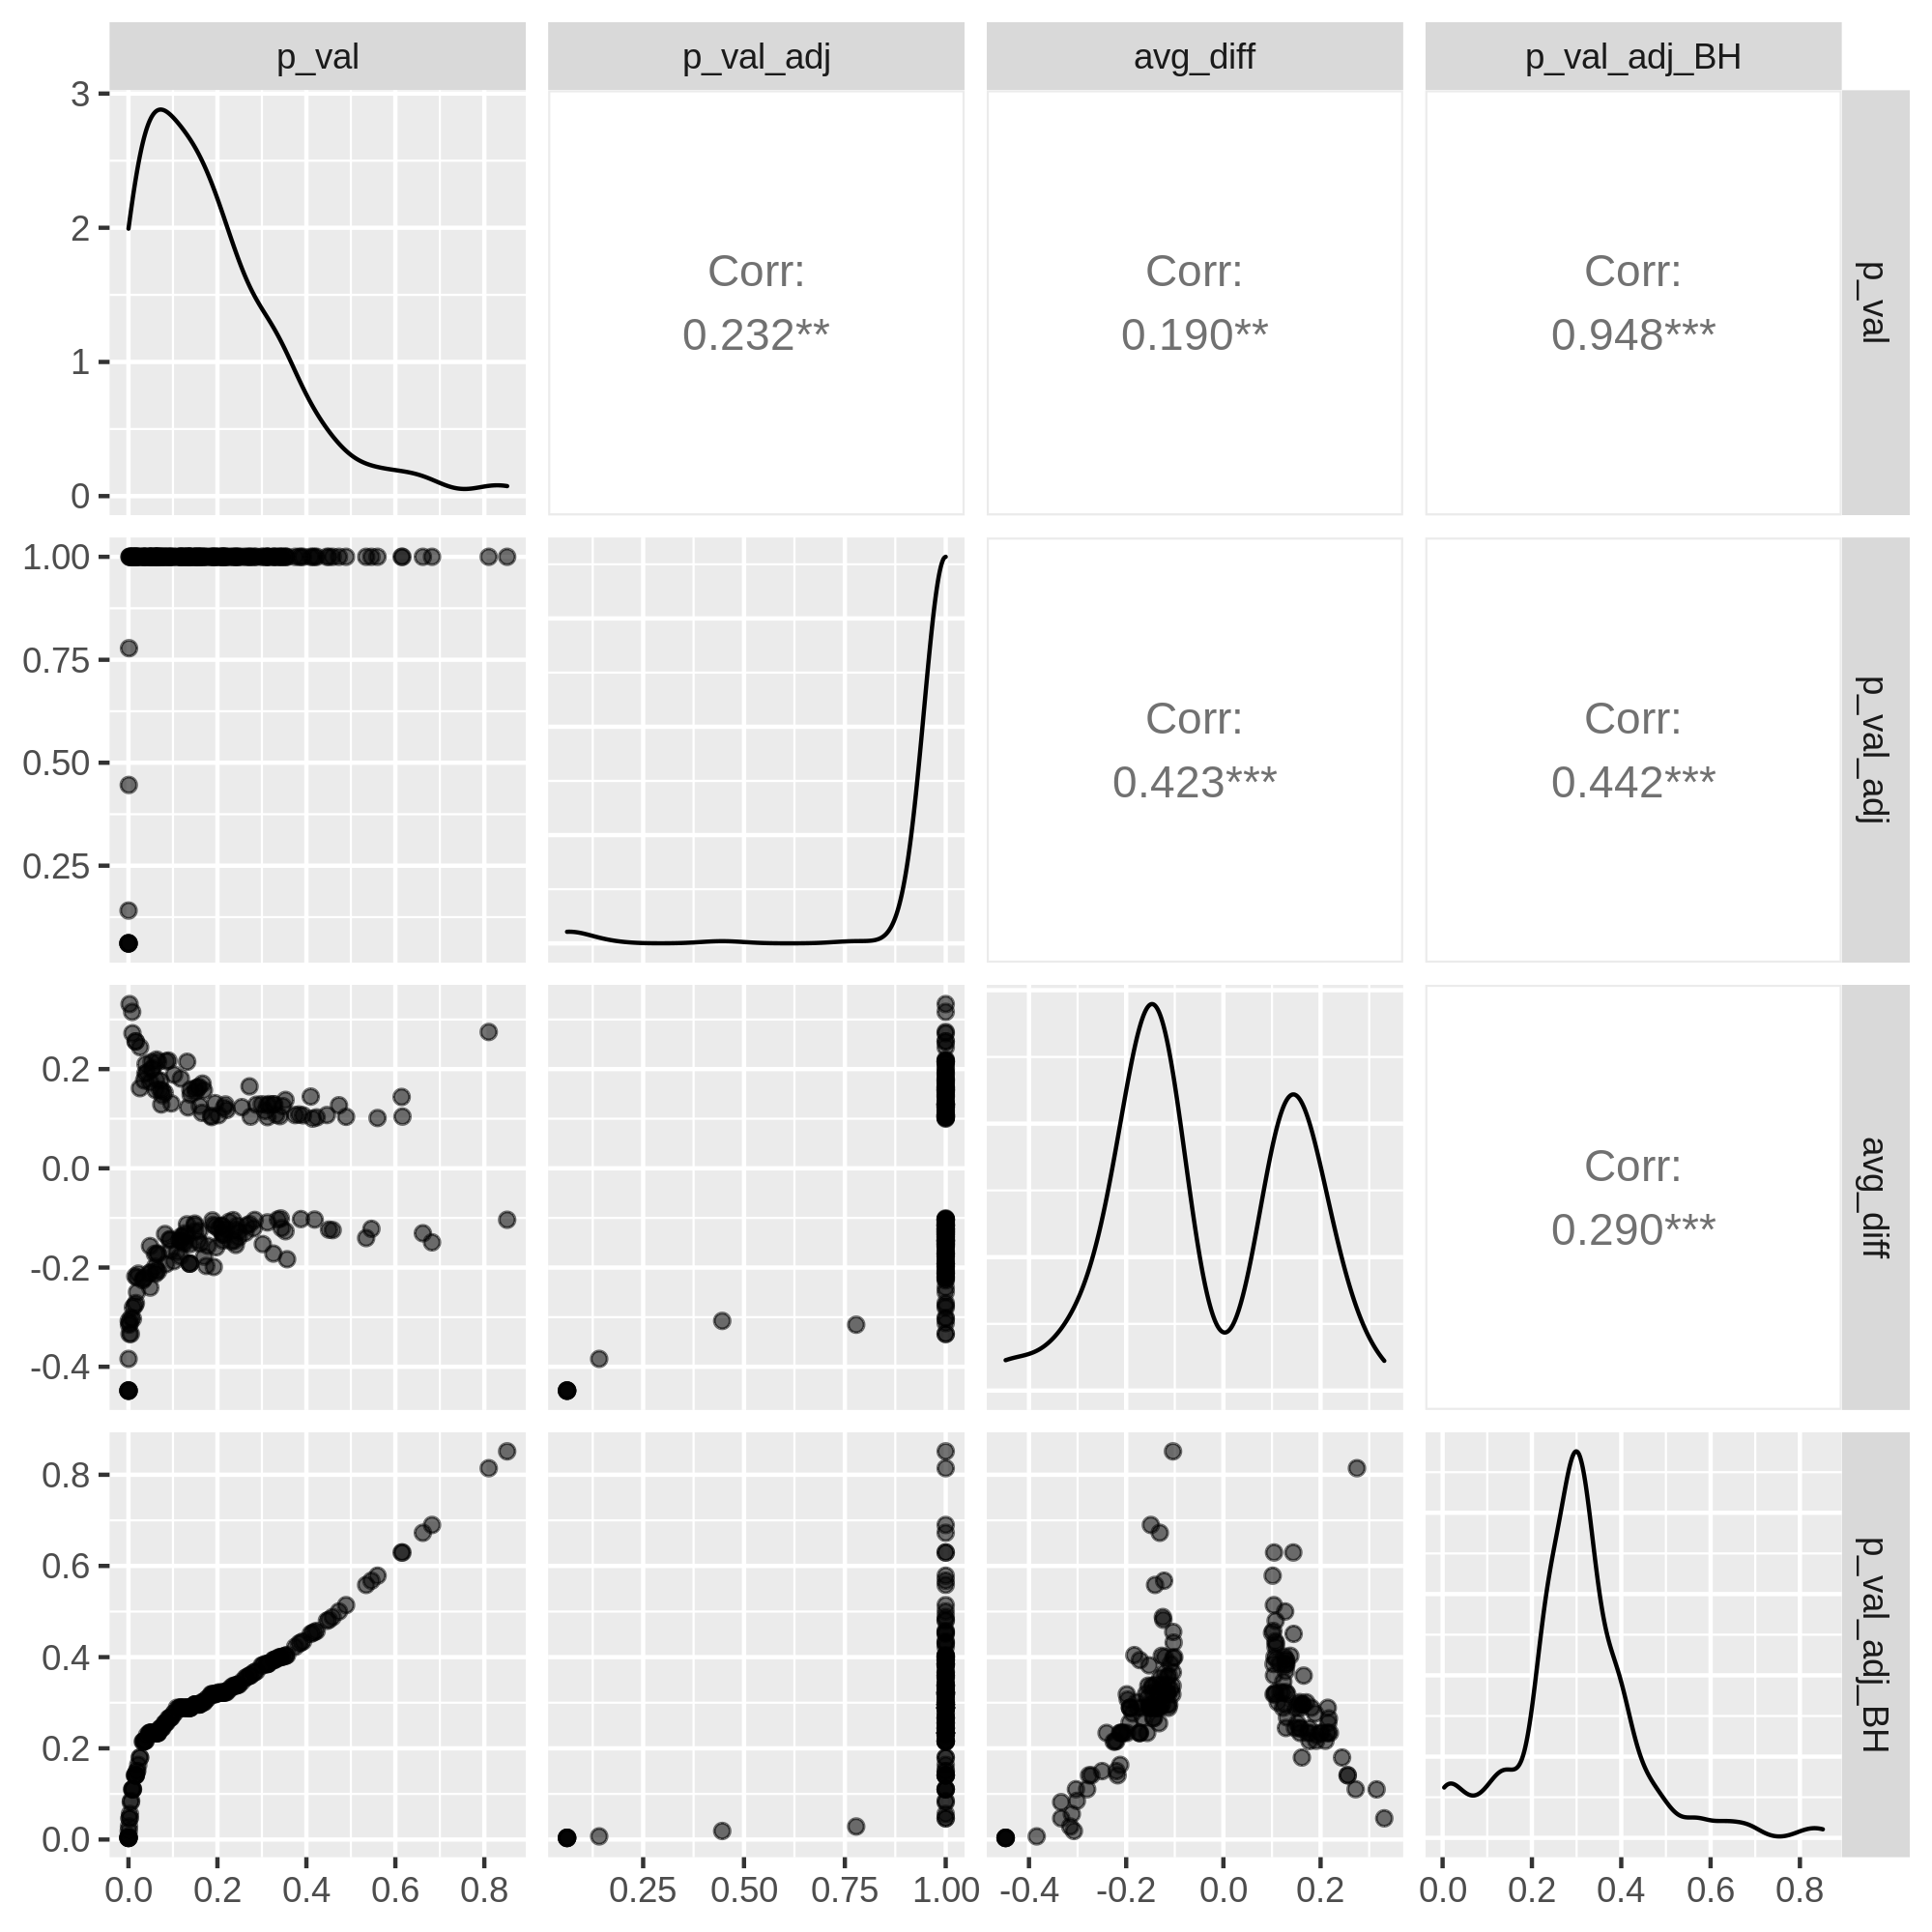 p_val
p_val_adj
avg_diff
p_val_adj_BH
3
2
1
0
Corr:
0.232**
Corr:
0.190**
Corr:
0.948***
p_val
1.00
0.75
0.50
0.25
Corr:
0.423***
Corr:
0.442***
p_val_adj
0.2
0.0
-0.2
-0.4
Corr:
0.290***
avg_diff
0.8
0.6
0.4
0.2
0.0
p_val_adj_BH
0.0 0.2 0.4 0.6 0.8
0.25 0.50 0.75 1.00
-0.4 -0.2 0.0 0.2
0.0 0.2 0.4 0.6 0.8